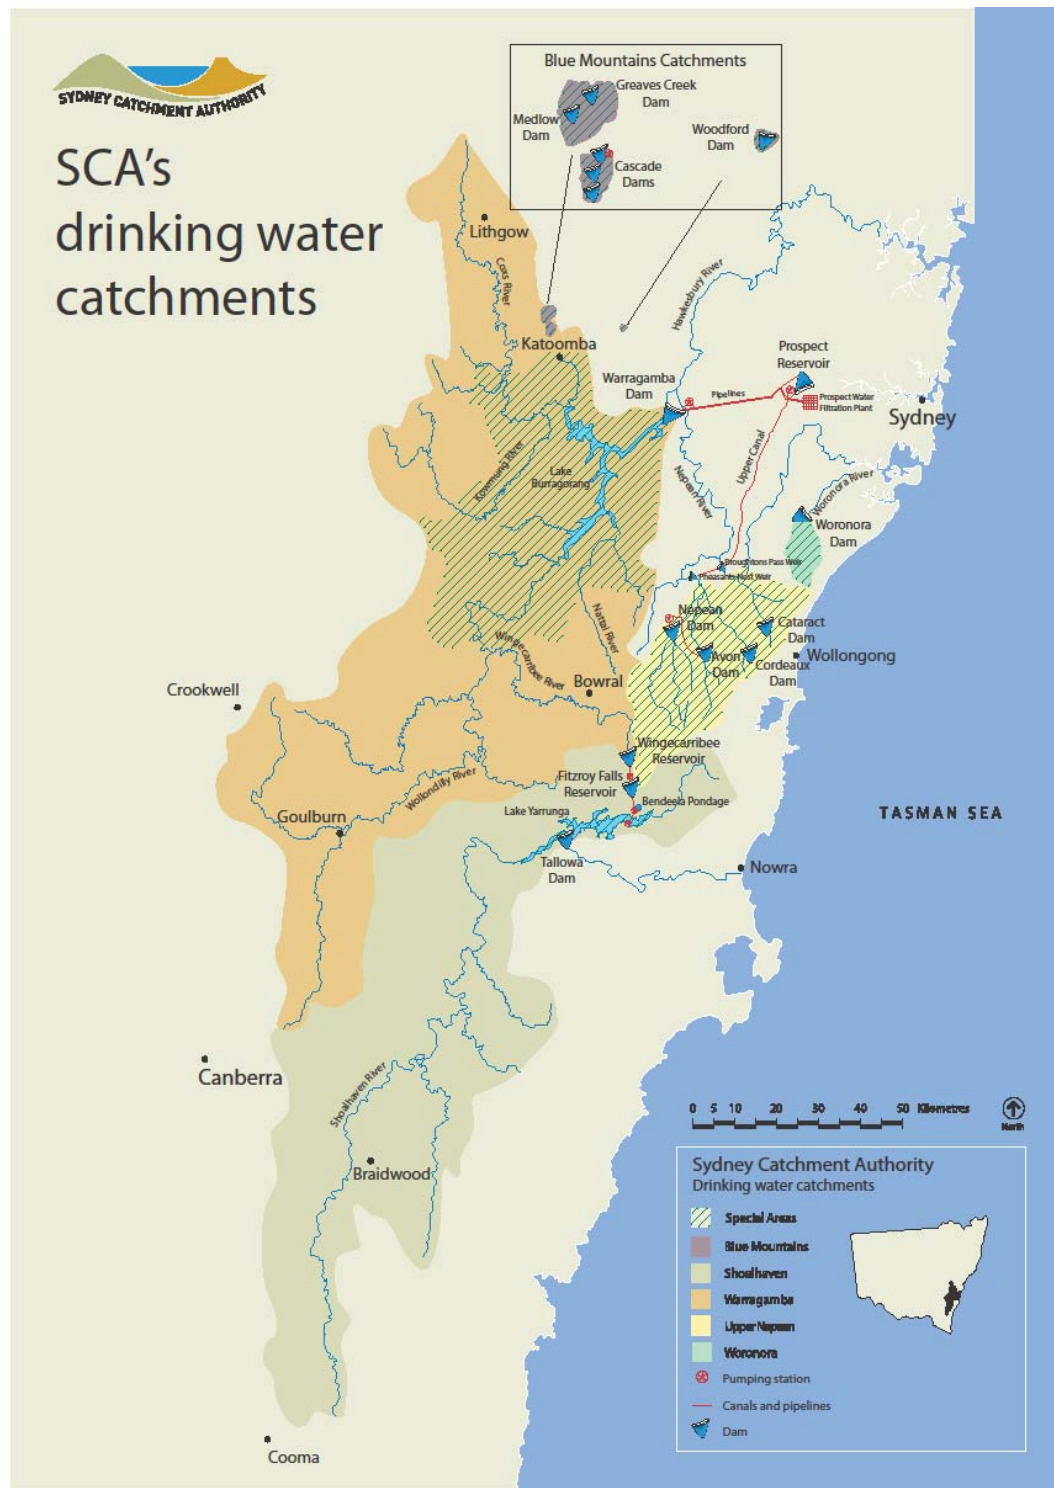 SYDNEY CATCHMENT AUTHORITY
SCA's
drinking water
catchments
Blue Mountains Catchments
Greaves Creek
Dam
Medlow
Dam
Woodford
Dam
Cascade
Dams
Lithgow
Coxs River
Hawkesbury River
Katoomba
Prospect
Reservoir
Warragamba
Dam
Pipelines
Prospect Water
Filtration Plant
Sydney
Upper Canal
Kowmung River
Lake
Burragorang
Nepean River
Woronora River
Woronora
Dam
Broughtons Pass Weir
Pheasants Nest Weir
Nattai River
Nepean
Dam
Cataract
Dam
Wingecarribee River
Avon
Dam
Cordeaux
Dam
Wollongong
Crookwell
Bowral
Wingecarribee
Reservoir
Wollondilly River
Fitzroy Falls
Reservoir
Bendeela Pondage
Goulburn
Lake Yarrunga
TASMAN SEA
Tallowa
Dam
Nowra
Canberra
Shoalhaven River
Braidwood
Cooma
0 5 10 20 30 40 50 Kilometres
North
Sydney Catchment Authority
Drinking water catchments
Special Areas
Blue Mountains
Shoalhaven
Warragamba
Upper Nepean
Woronora
Pumping station
Canals and pipelines
Dam